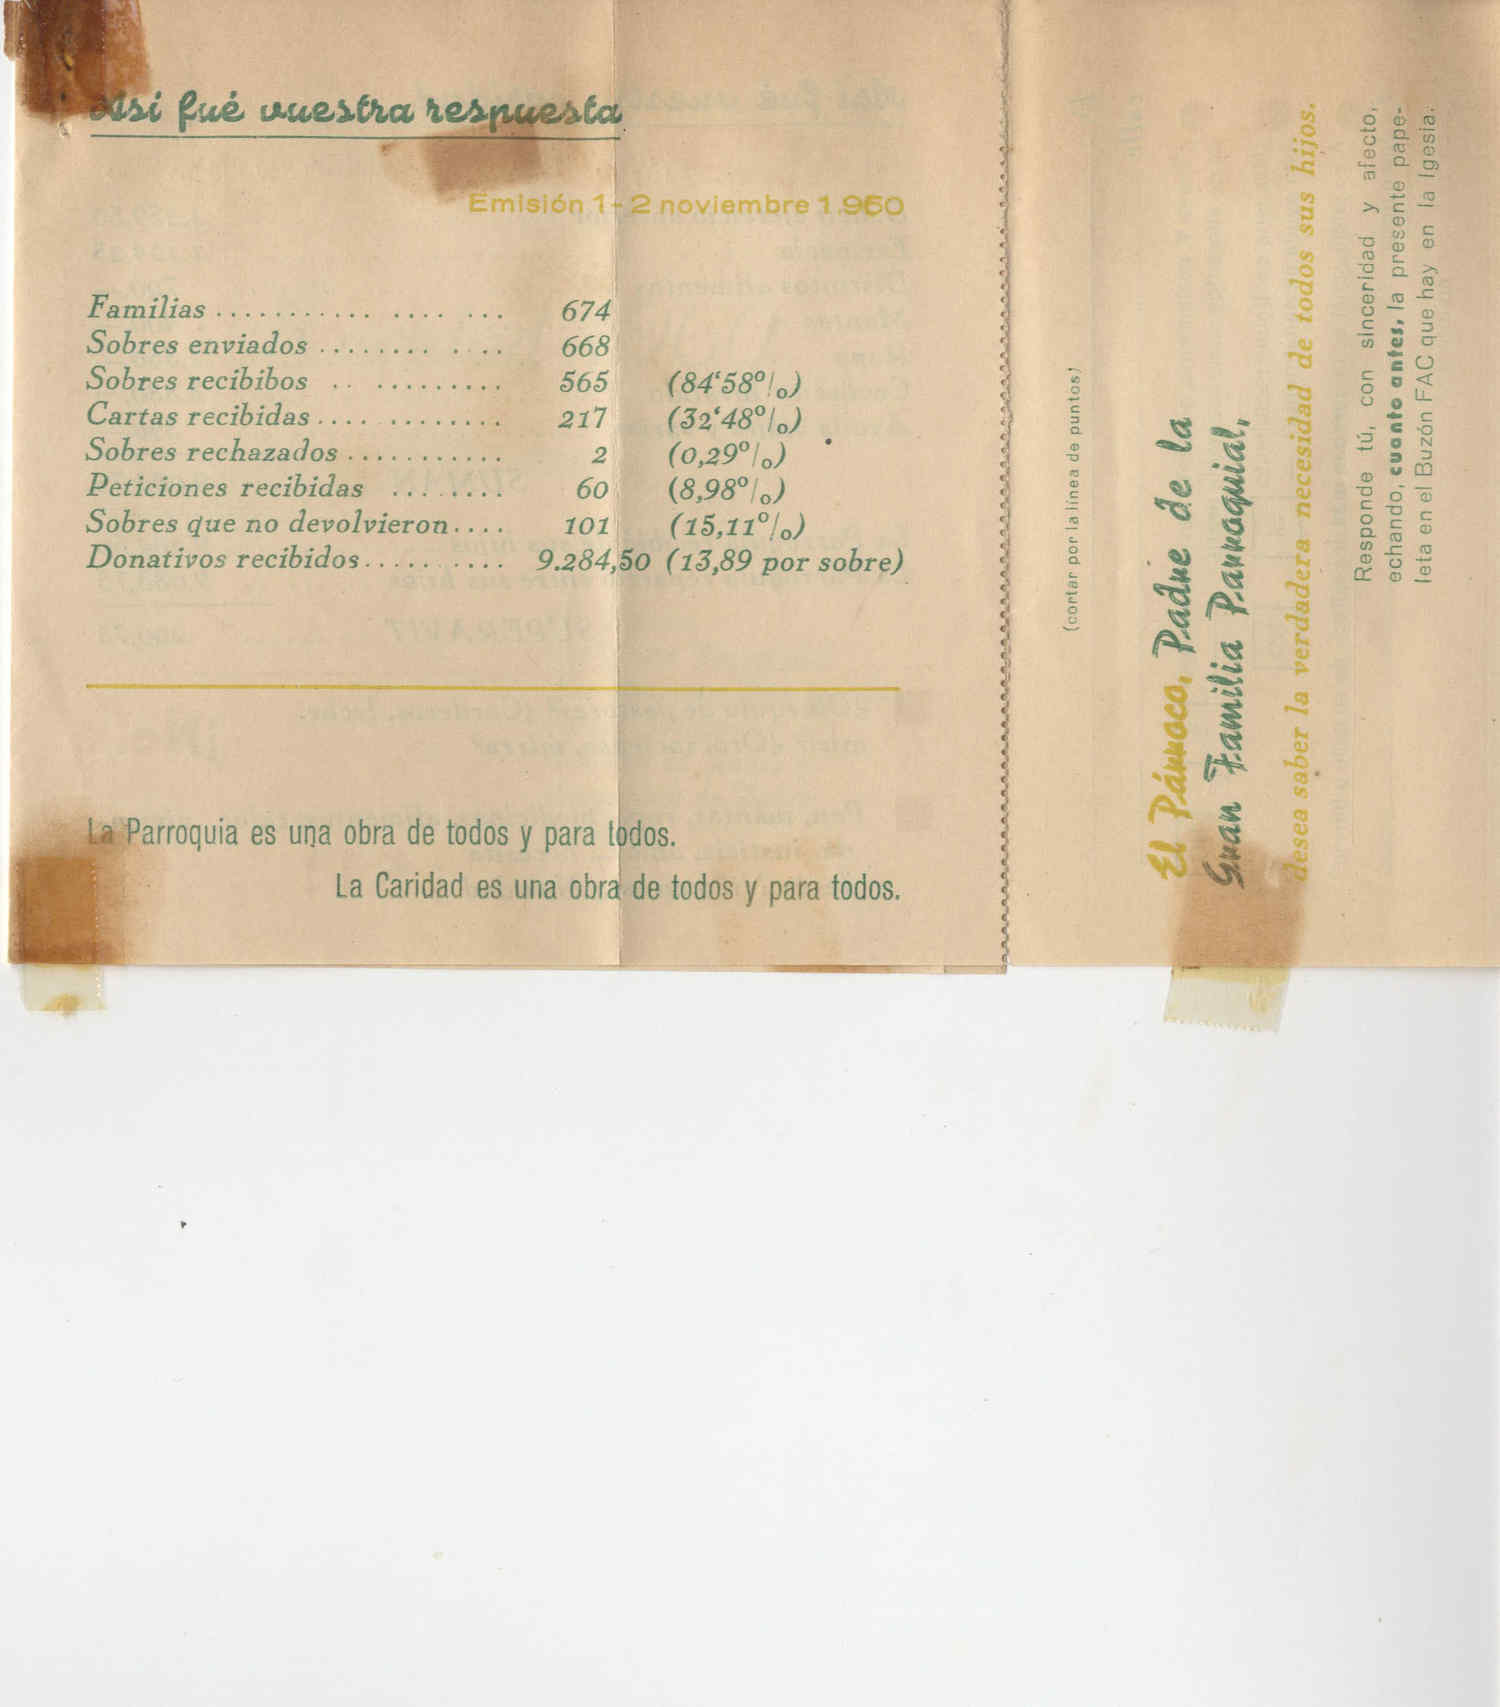 Así fué vuestra respuesta
Emisión 1-2 noviembre 1.960
Familias ........... .... ... 674
Sobres enviados ........ . ... 668
Sobres recibibos .. ......... 565 (84'58%)
Cartas recibidas ... ......... 217 (32'48%)
Sobres rechazados ........... 2 (0,29%)
Peticiones recibidas ........ 60 (8,98%)
Sobres que no devolvieron.... 101 (15,11%)
Donativos recibidos.......... 9.284,50 (13,89 por sobre)
La Parroquia es una obra de todos y para todos.
La Caridad es una obra de todos y para todos.
(cortar por la línea de puntos)
El Párroco, Padre de la
Gran Familia Parroquial,
desea saber la verdadera necesidad de todos sus hijos.
Responde tú, con sinceridad y afecto,
echando, cuanto antes, la presente pape-
leta en el Buzón FAC que hay en la Igesia.